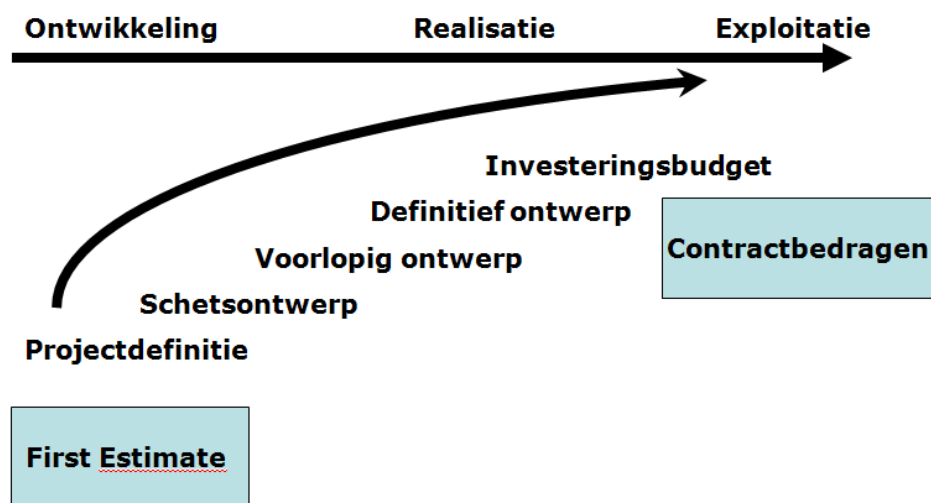 Ontwikkeling Realisatie Exploitatie
Investeringsbudget
Definitief ontwerp
Contractbedragen
Voorlopig ontwerp
Schetsontwerp
Projectdefinitie
First Estimate